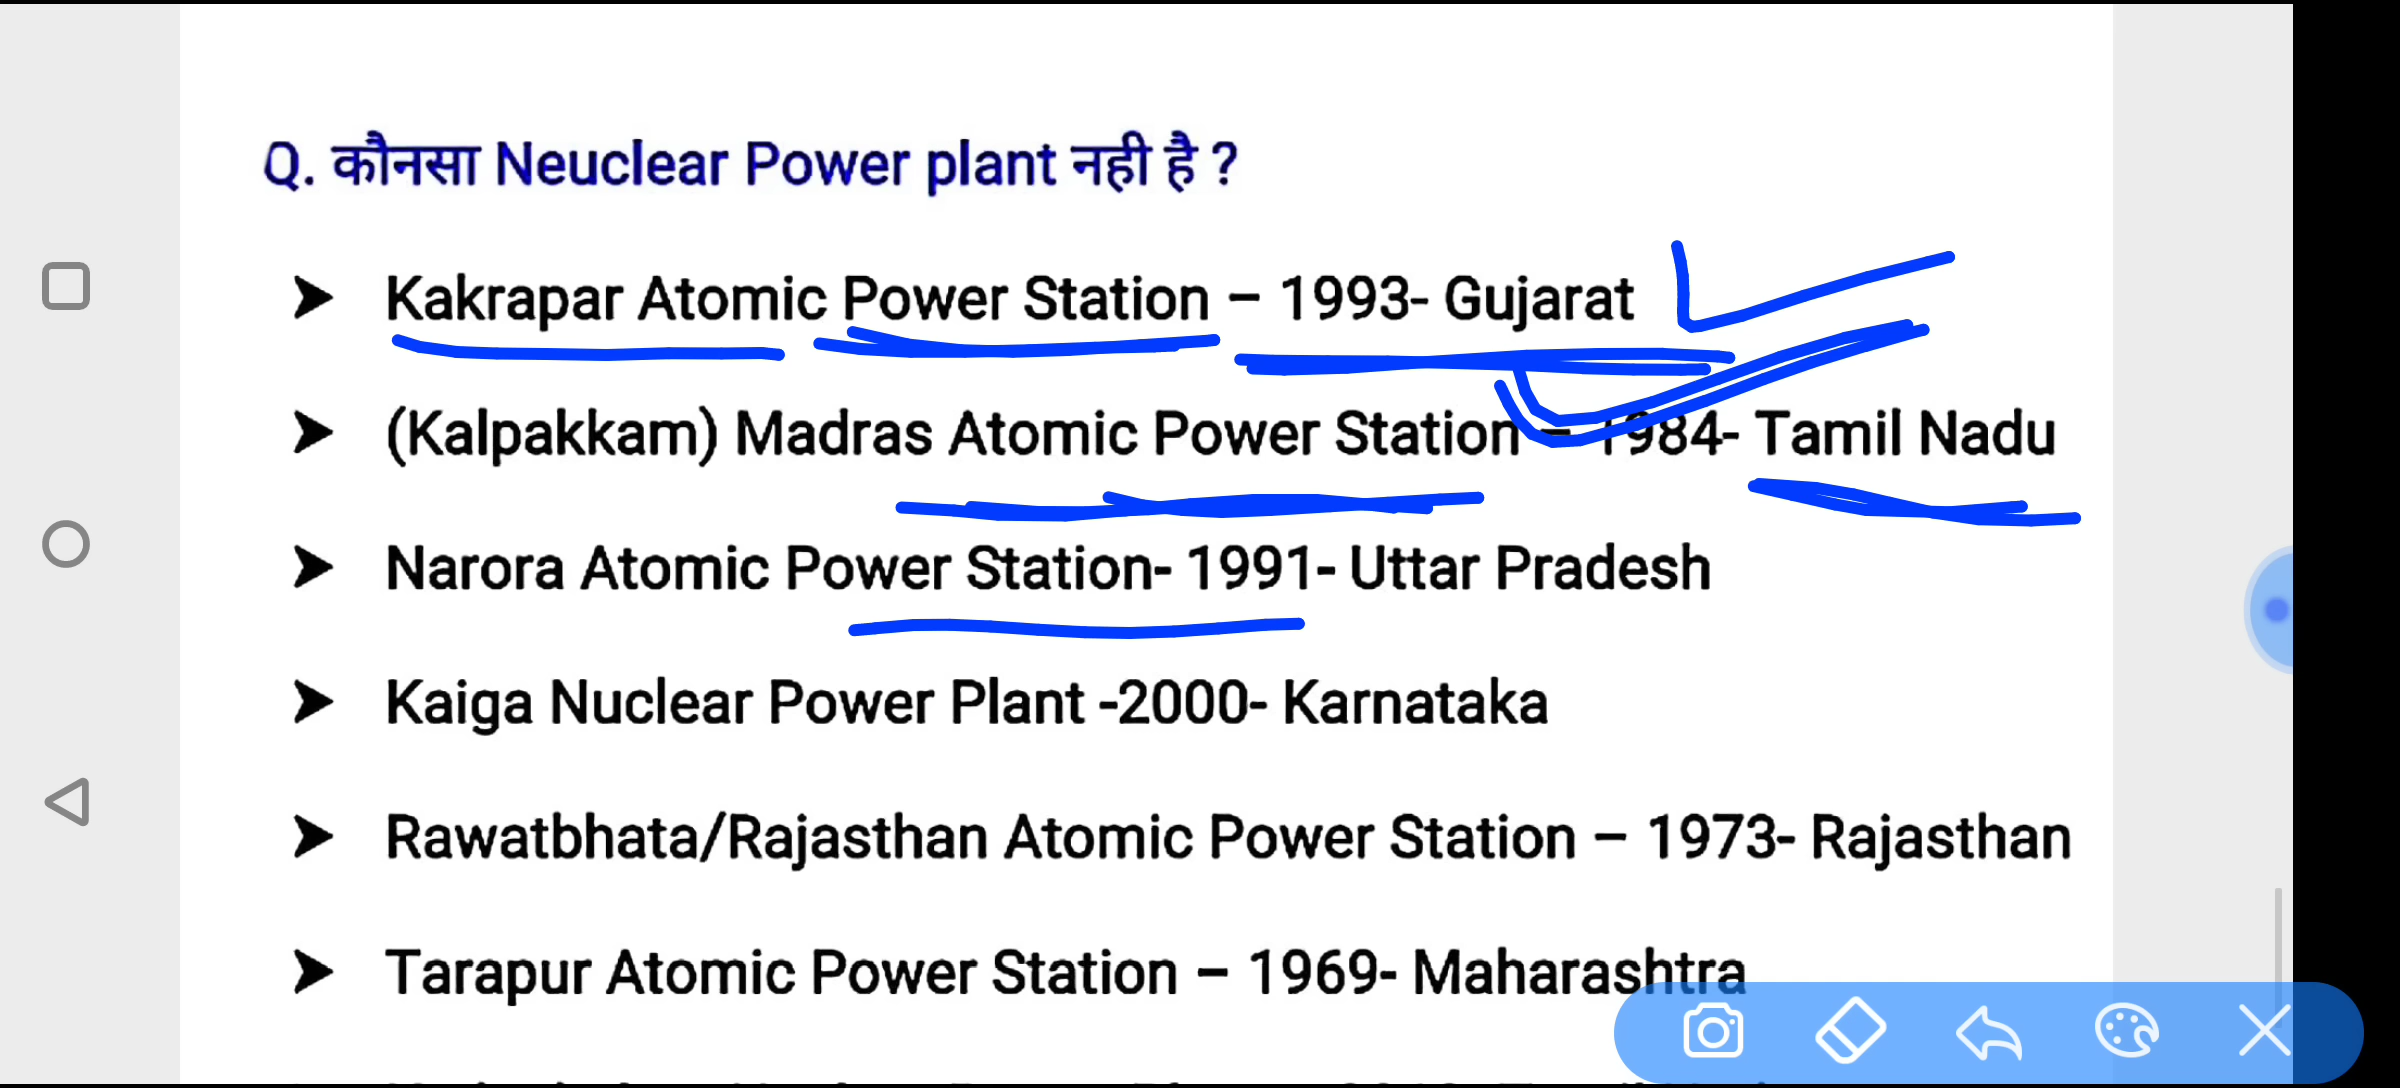 Q. कौनसा Neuclear Power plant नही है ?
➤ Kakrapar Atomic Power Station – 1993- Gujarat
➤ (Kalpakkam) Madras Atomic Power Station – 1984- Tamil Nadu
➤ Narora Atomic Power Station- 1991- Uttar Pradesh
➤ Kaiga Nuclear Power Plant -2000- Karnataka
➤ Rawatbhata/Rajasthan Atomic Power Station – 1973- Rajasthan
➤ Tarapur Atomic Power Station – 1969- Maharashtra